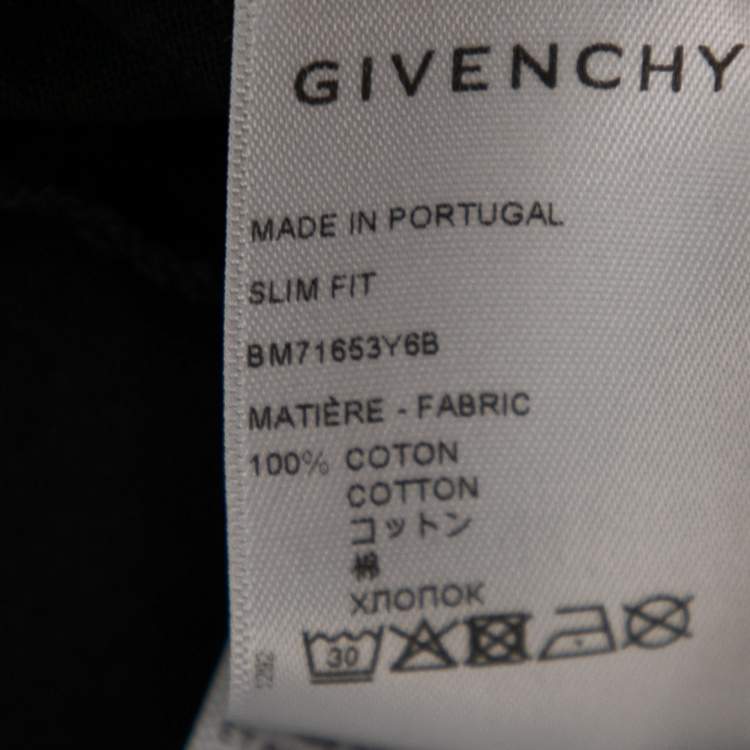 GIVENCHY
MADE IN PORTUGAL
SLIM FIT
BM71653Y6B
MATIÈRE - FABRIC
100% COTON
COTTON
コットン
棉
ХЛОПОК
30